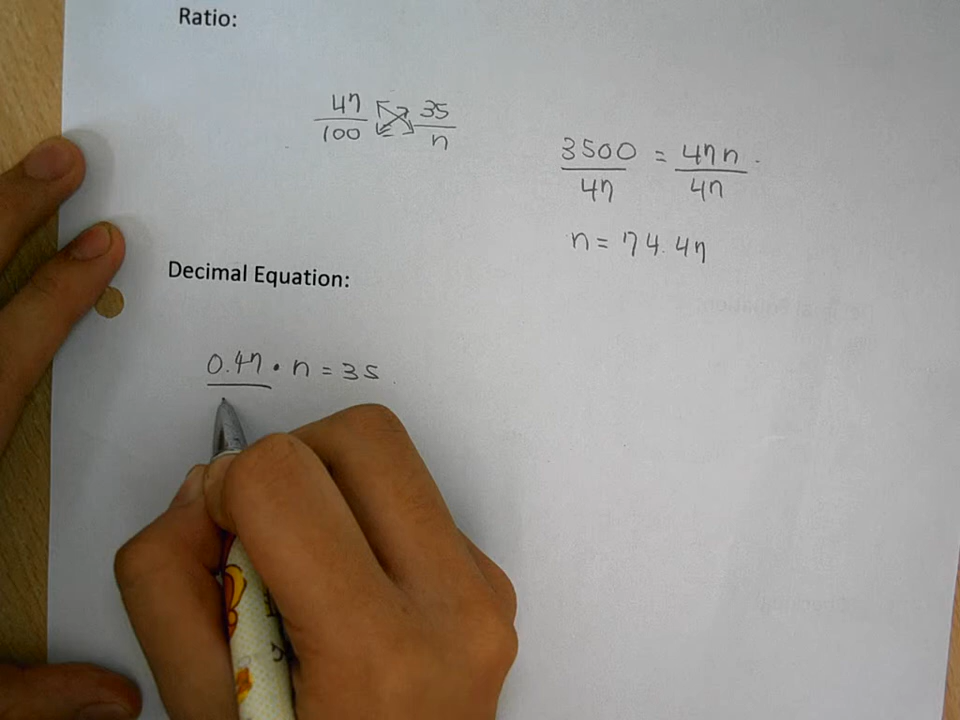 Ratio:
47 35
100 n
3500 = 47n
47 47
n = 74.47
Decimal Equation:
0.47 • n = 35